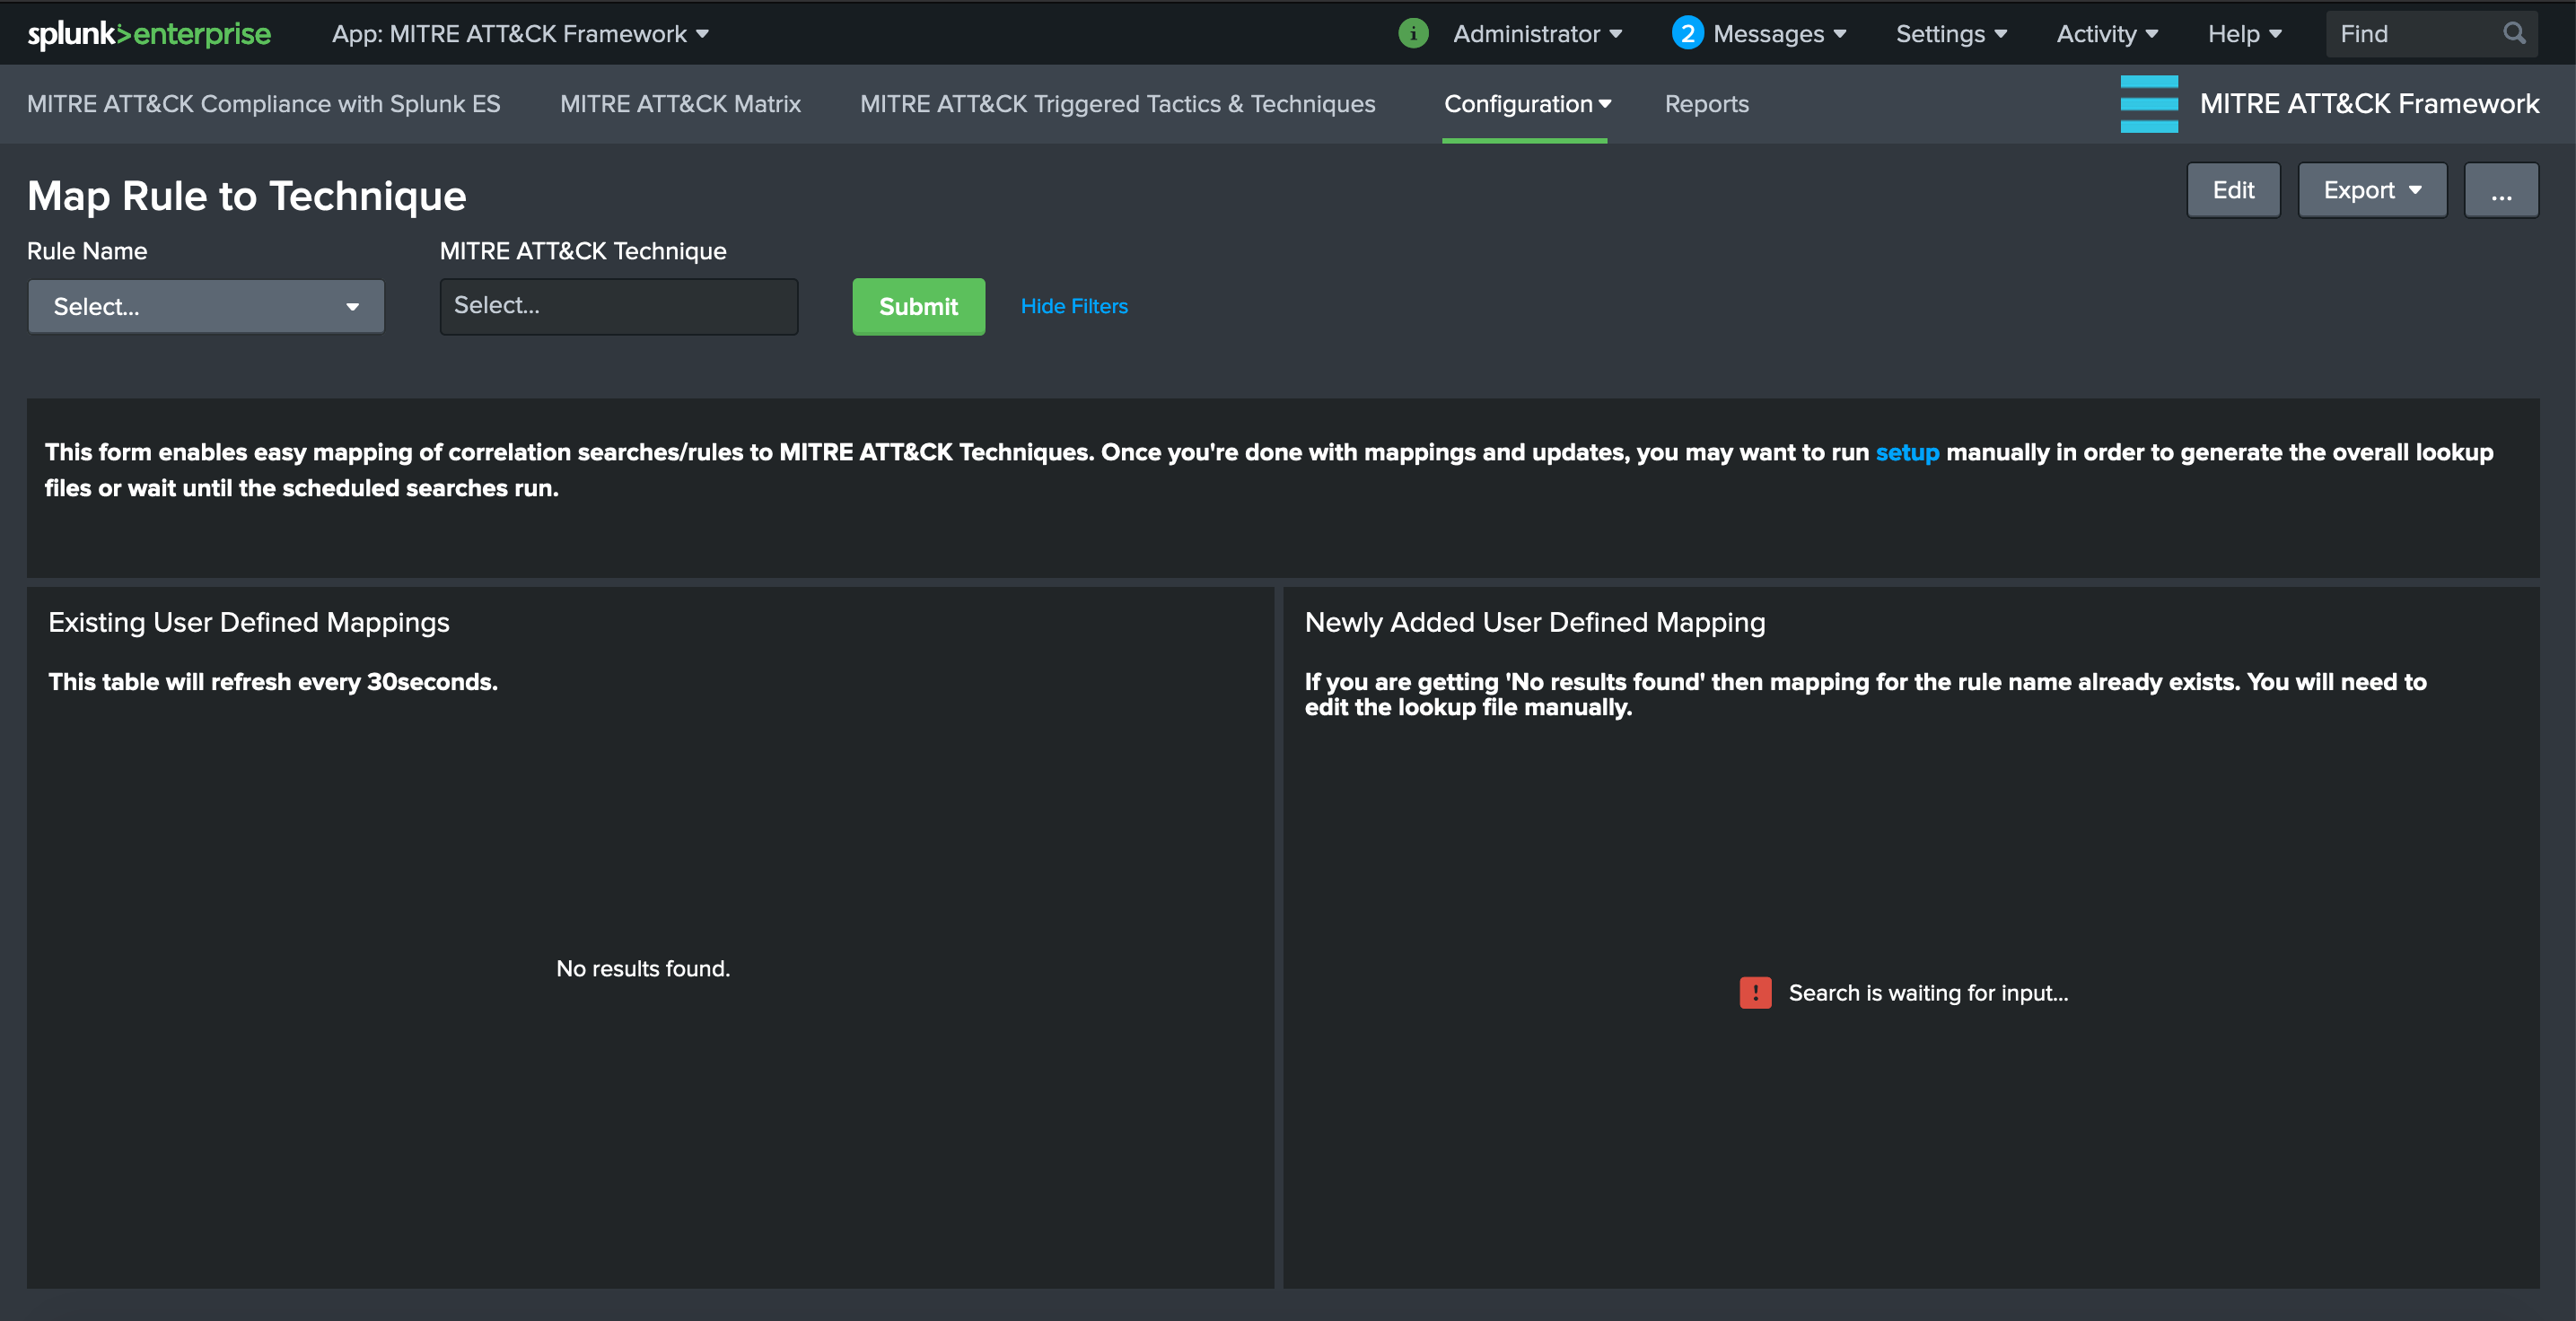 splunk>enterprise App: MITRE ATT&CK Framework i Administrator 2 Messages Settings Activity Help Find
MITRE ATT&CK Compliance with Splunk ES MITRE ATT&CK Matrix MITRE ATT&CK Triggered Tactics & Techniques Configuration Reports MITRE ATT&CK Framework
Map Rule to Technique
Edit Export ...
Rule Name MITRE ATT&CK Technique
Select... Select... Submit Hide Filters
This form enables easy mapping of correlation searches/rules to MITRE ATT&CK Techniques. Once you're done with mappings and updates, you may want to run setup manually in order to generate the overall lookup
files or wait until the scheduled searches run.
Existing User Defined Mappings
This table will refresh every 30seconds.
No results found.
Newly Added User Defined Mapping
If you are getting 'No results found' then mapping for the rule name already exists. You will need to
edit the lookup file manually.
! Search is waiting for input...